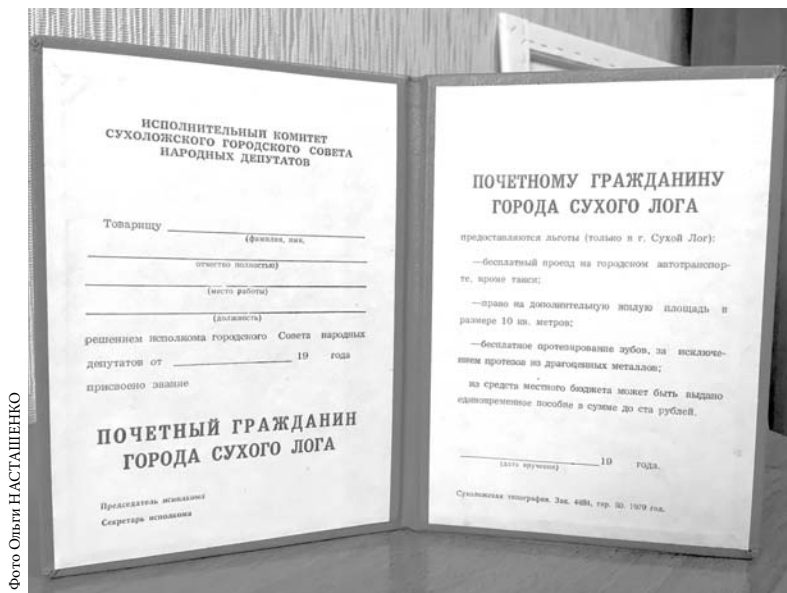 ИСПОЛНИТЕЛЬНЫЙ КОМИТЕТ
СУХОЛОЖСКОГО ГОРОДСКОГО СОВЕТА
НАРОДНЫХ ДЕПУТАТОВ
Товарищу
(фамилия, имя,
отчество полностью)
(место работы)
(должность)
решением исполкома городского Совета народных
депутатов от 19 года
присвоено звание
ПОЧЕТНЫЙ ГРАЖДАНИН
ГОРОДА СУХОГО ЛОГА
Председатель исполкома
Секретарь исполкома
ПОЧЕТНОМУ ГРАЖДАНИНУ
ГОРОДА СУХОГО ЛОГА
предоставляются льготы (только в г. Сухой Лог):
—бесплатный проезд на городском автотранспор-
те, кроме такси;
—право на дополнительную жилую площадь в
размере 10 кв. метров;
—бесплатное протезирование зубов, за исключе-
нием протезов из драгоценных металлов;
из средств местного бюджета может быть выдано
единовременное пособие в сумме до ста рублей.
19 года.
(дата вручения)
Сухоложская типография. Зак. 4684, тир. 50. 1979 год.
Фото Ольги НАСТАШЕНКО